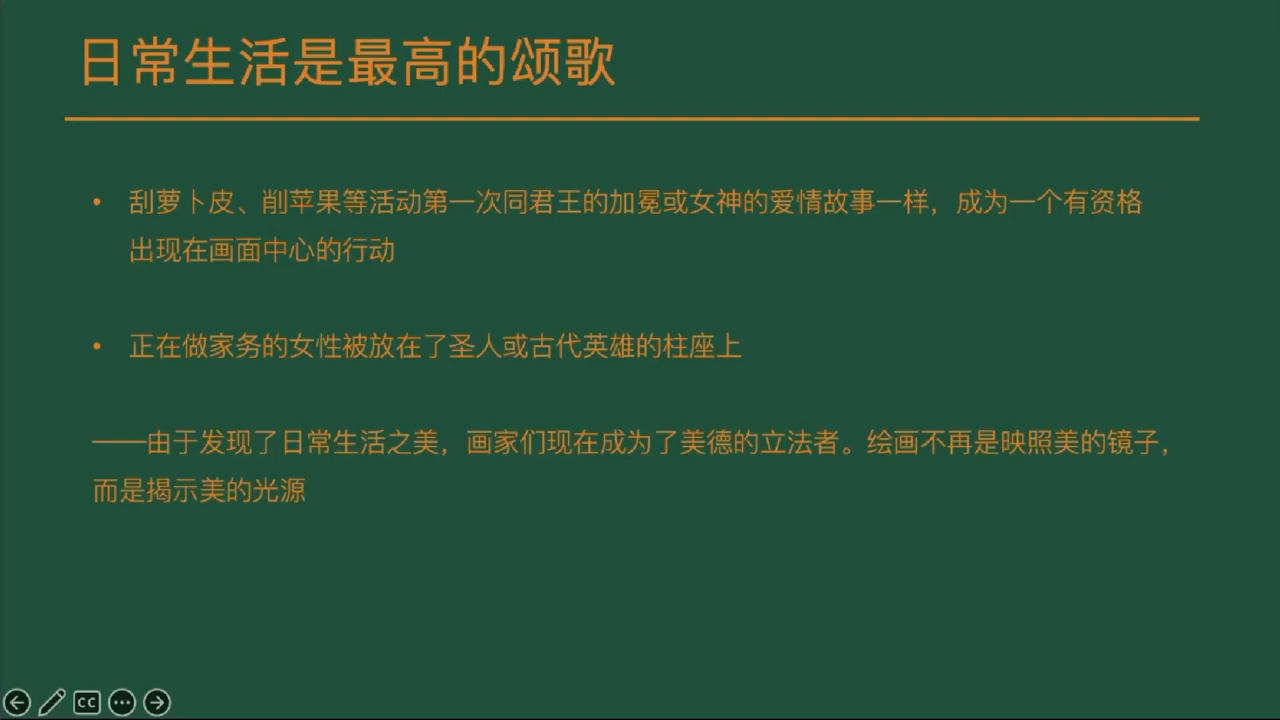 日常生活是最高的颂歌
• 刮萝卜皮、削苹果等活动第一次同君王的加冕或女神的爱情故事一样，成为一个有资格
出现在画面中心的行动
• 正在做家务的女性被放在了圣人或古代英雄的柱座上
——由于发现了日常生活之美，画家们现在成为了美德的立法者。绘画不再是映照美的镜子，
而是揭示美的光源
CC